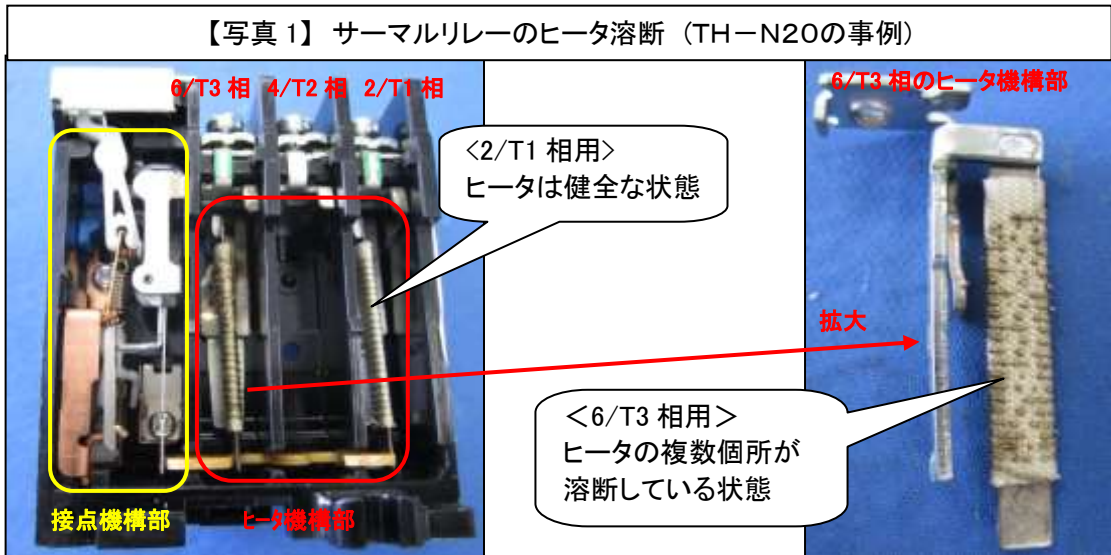 【写真 1】 サーマルリレーのヒータ溶断 (TH－N20の事例)
6/T3 相 4/T2 相 2/T1 相
6/T3 相のヒータ機構部
<2/T1 相用>
ヒータは健全な状態
拡大
＜6/T3 相用＞
ヒータの複数個所が
溶断している状態
接点機構部
ヒータ機構部